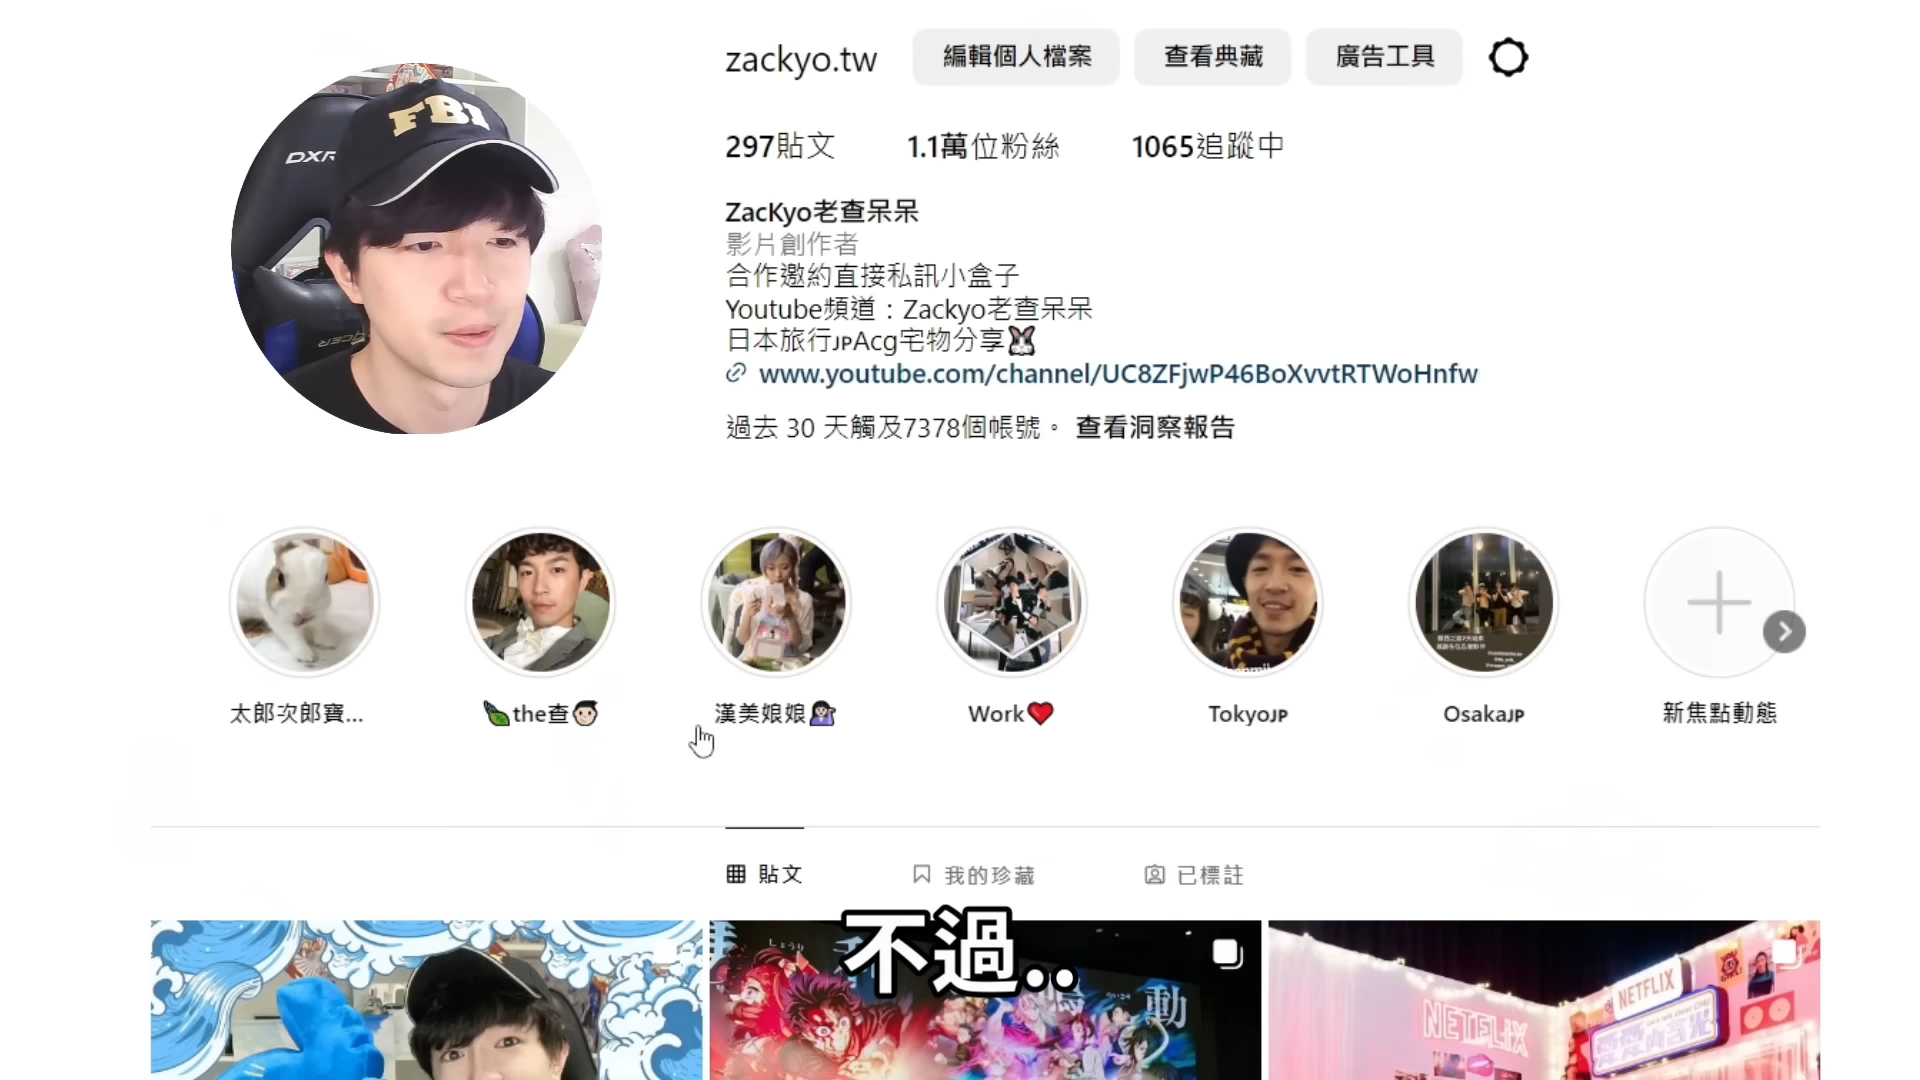 zackyo.tw 編輯個人檔案 查看典藏 廣告工具
297貼文 1.1萬位粉絲 1065追蹤中
ZacKyo老查呆呆
影片創作者
合作邀約直接私訊小盒子
Youtube頻道：Zackyo老查呆呆
日本旅行JPAcg宅物分享
www.youtube.com/channel/UC8ZFjwP46BoXvvtRTWoHnfw
過去 30 天觸及7378個帳號。 查看洞察報告
FBI
DXR
太郎次郎寶... the查 漢美娘娘 Work TokyoJP OsakaJP 新焦點動態
貼文 我的珍藏 已標註
不過..
動
NETFLIX
NETFLIX